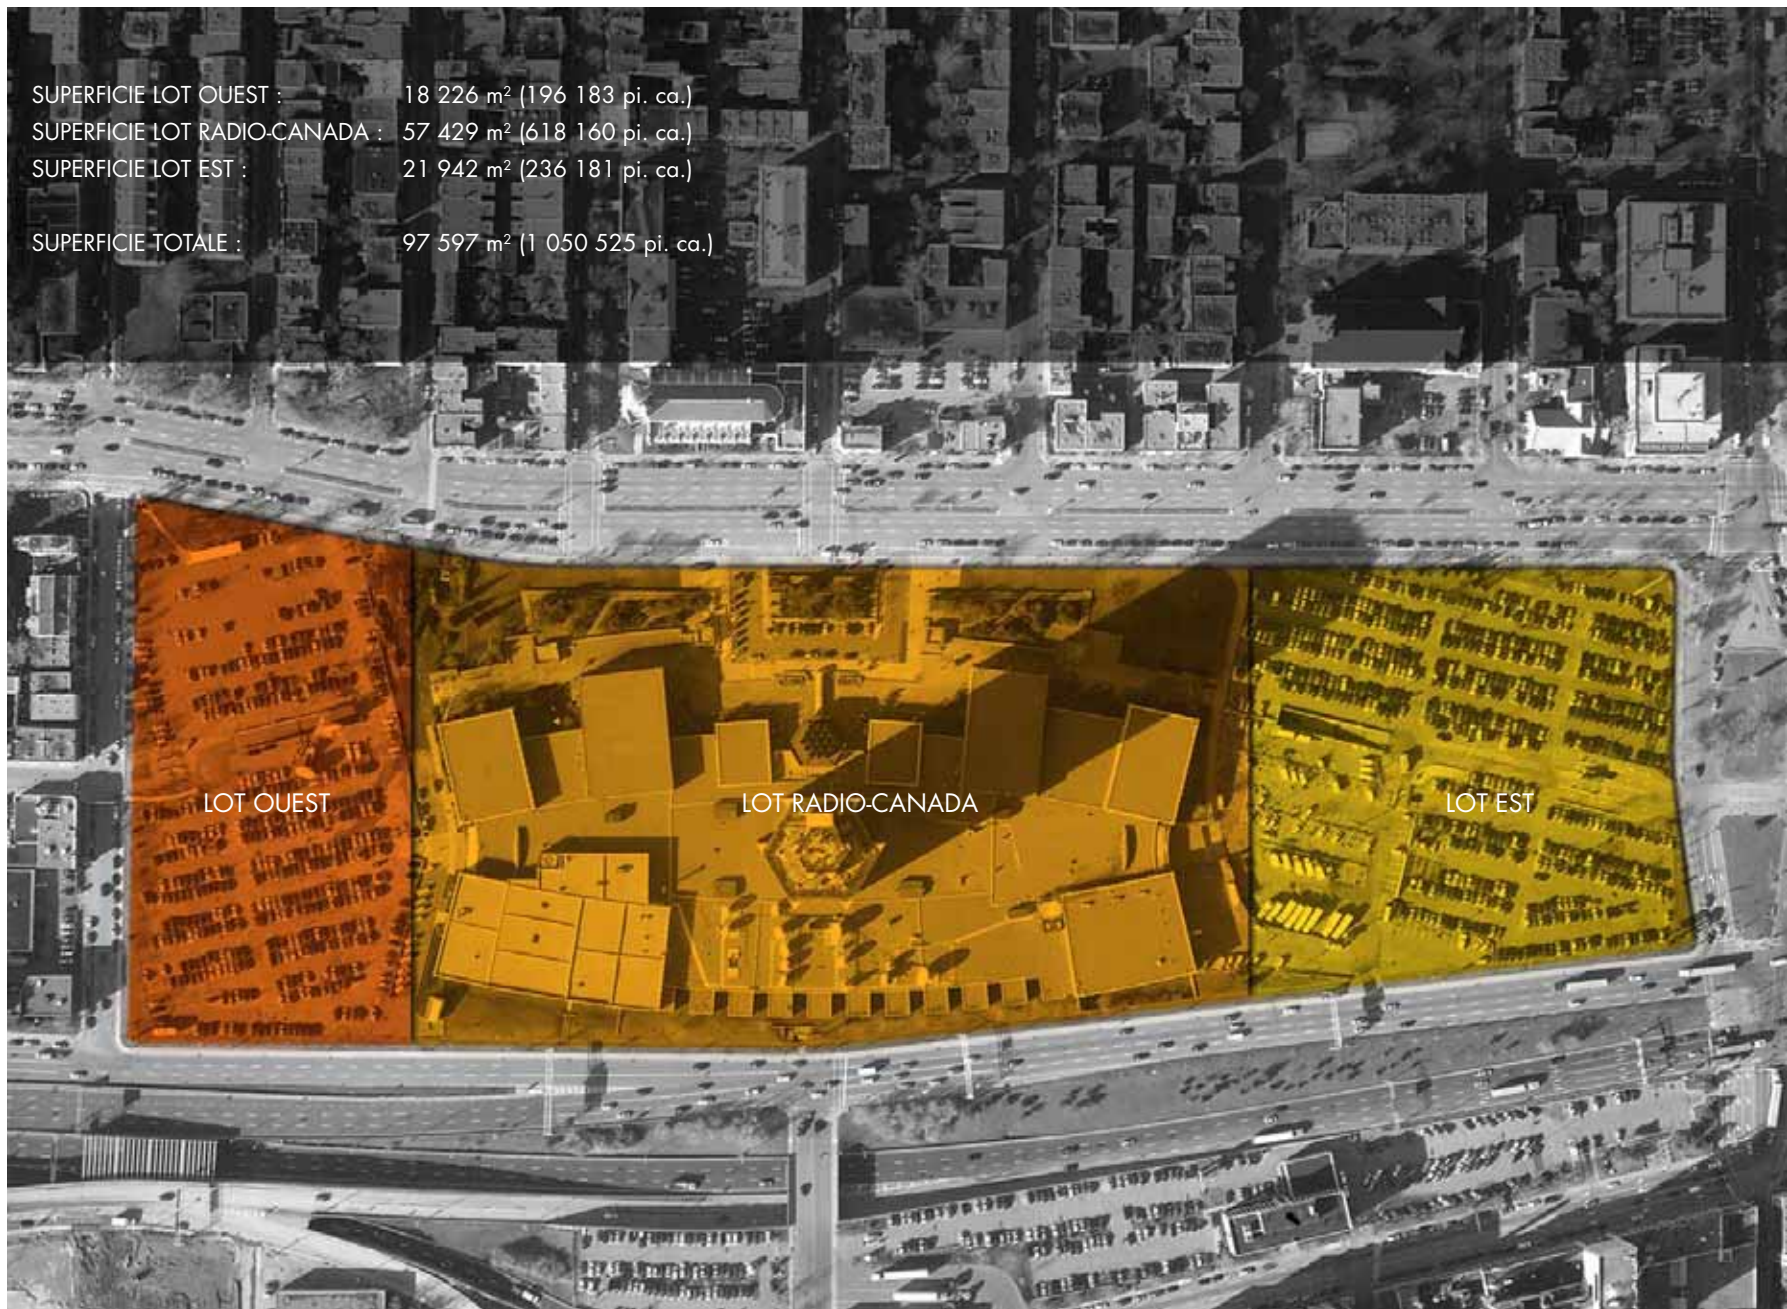 SUPERFICIE LOT OUEST : 18 226 m² (196 183 pi. ca.)
SUPERFICIE LOT RADIO-CANADA : 57 429 m² (618 160 pi. ca.)
SUPERFICIE LOT EST : 21 942 m² (236 181 pi. ca.)
SUPERFICIE TOTALE : 97 597 m² (1 050 525 pi. ca.)
LOT OUEST
LOT RADIO-CANADA
LOT EST